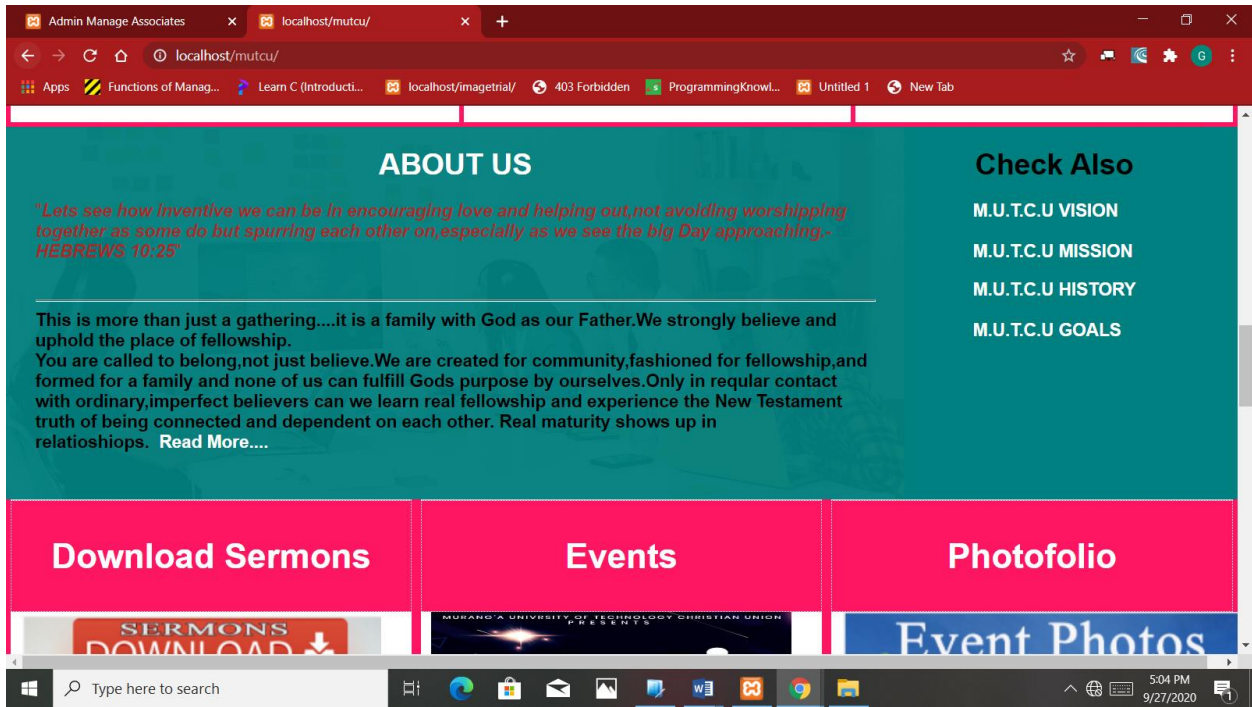 Admin Manage Associates
localhost/mutcu/
localhost/mutcu/
Apps
Functions of Manag...
Learn C (Introducti...
localhost/imagetrial/
403 Forbidden
ProgrammingKnowl...
Untitled 1
New Tab
G
ABOUT US
"Lets see how inventive we can be in encouraging love and helping out,not avoiding worshipping
together as some do but spurring each other on,especially as we see the big Day approaching.-
HEBREWS 10:25"
This is more than just a gathering....it is a family with God as our Father.We strongly believe and
uphold the place of fellowship.
You are called to belong,not just believe.We are created for community,fashioned for fellowship,and
formed for a family and none of us can fulfill Gods purpose by ourselves.Only in reqular contact
with ordinary,imperfect believers can we learn real fellowship and experience the New Testament
truth of being connected and dependent on each other. Real maturity shows up in
relatioshiops. Read More....
Check Also
M.U.T.C.U VISION
M.U.T.C.U MISSION
M.U.T.C.U HISTORY
M.U.T.C.U GOALS
Download Sermons
Events
Photofolio
SERMONS
DOWNLOAD
MURANG'A UNIVRSITY OF TECHNOLOGY CHRISTIAN UNION
PRESENTS
Event Photos
Type here to search
5:04 PM
9/27/2020
1